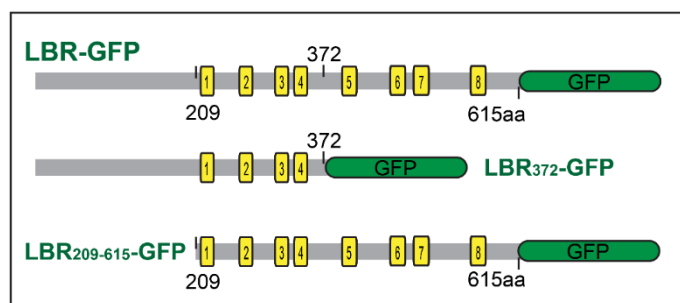 LBR-GFP
372
1 2 3 4 5 6 7 8 GFP
209 615aa
372
1 2 3 4 GFP LBR372-GFP
LBR209-615-GFP 1 2 3 4 5 6 7 8 GFP
209 615aa